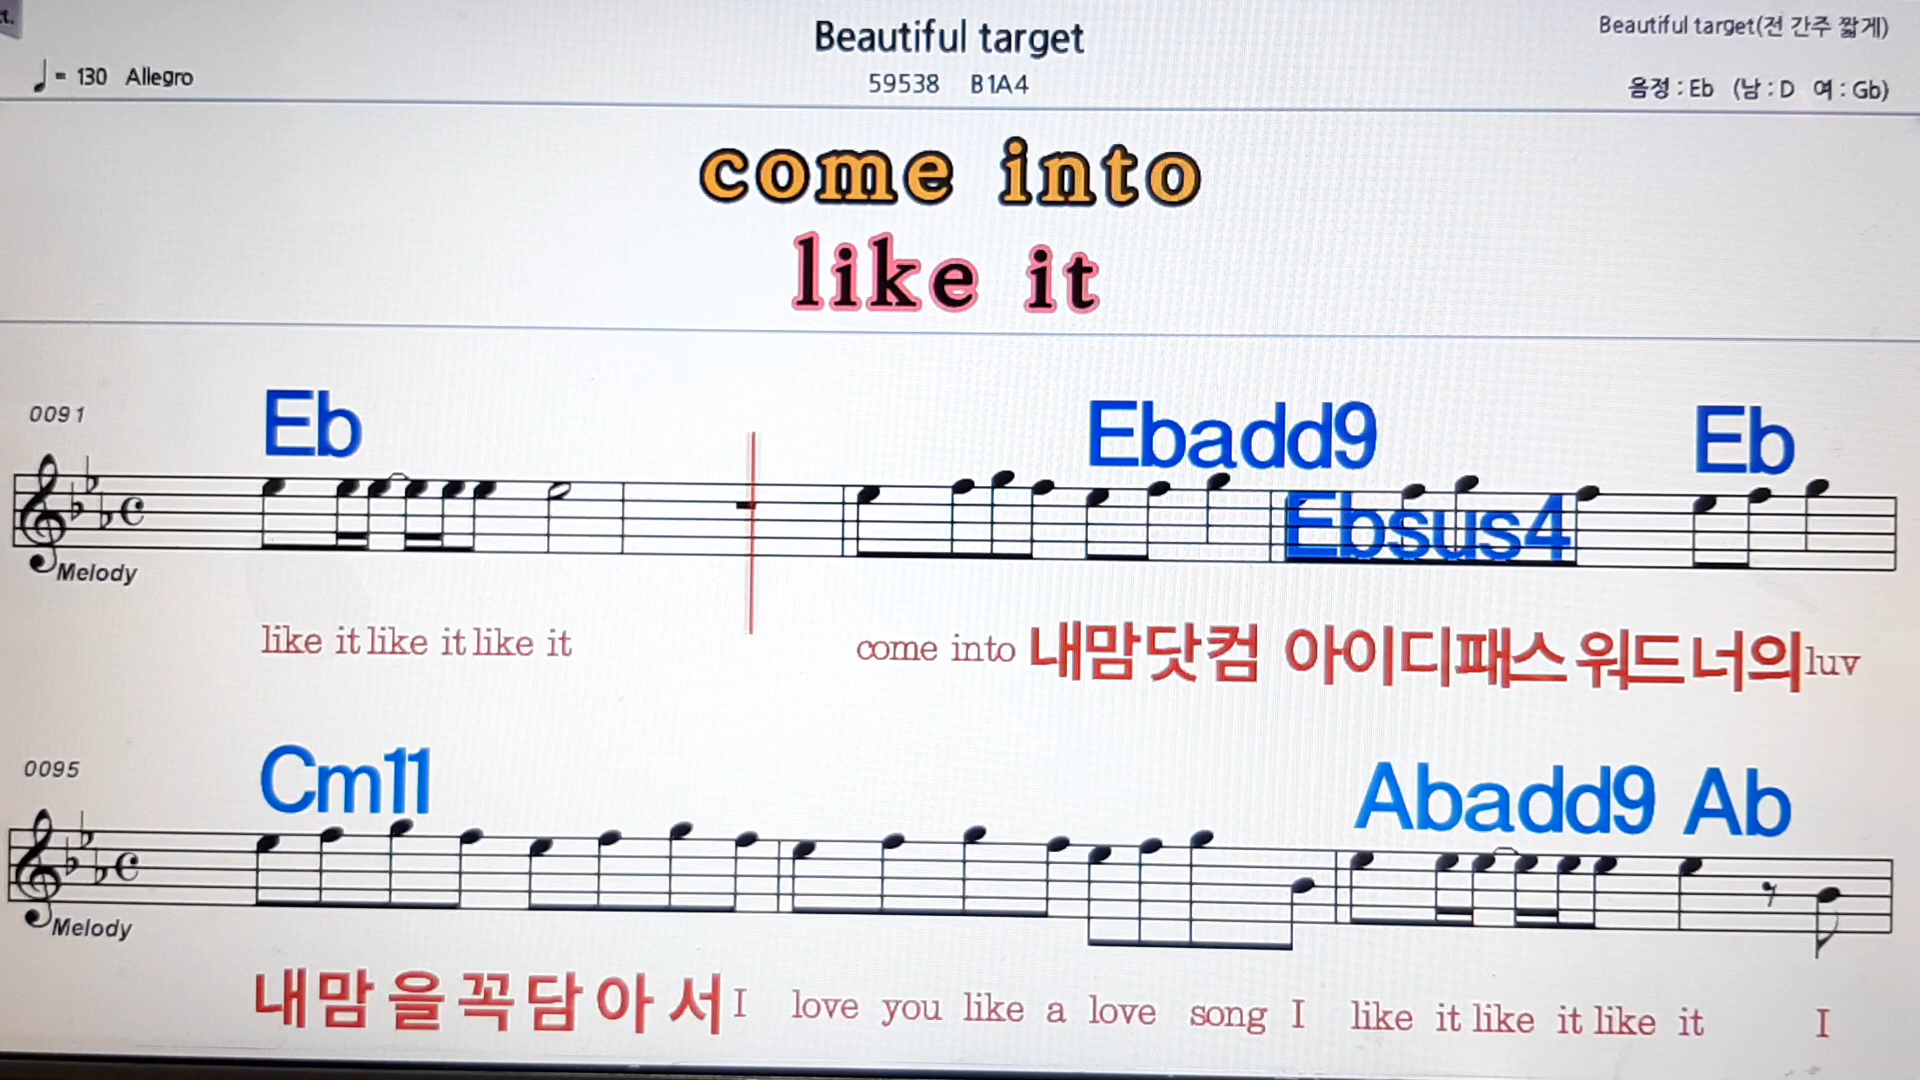 Beautiful target
Beautiful target(전 간주 짧게)
♩= 130 Allegro
59538 B1A4
음정 : Eb (남 : D 여 : Gb)
come into
like it
0091 Eb Ebadd9 Ebsus4 Eb
Melody
like it like it like it come into 내맘닷컴 아이디패스워드너의luv
0095 Cm11 Abadd9 Ab
Melody
내맘을꼭담아서 I love you like a love song I like it like it like it I